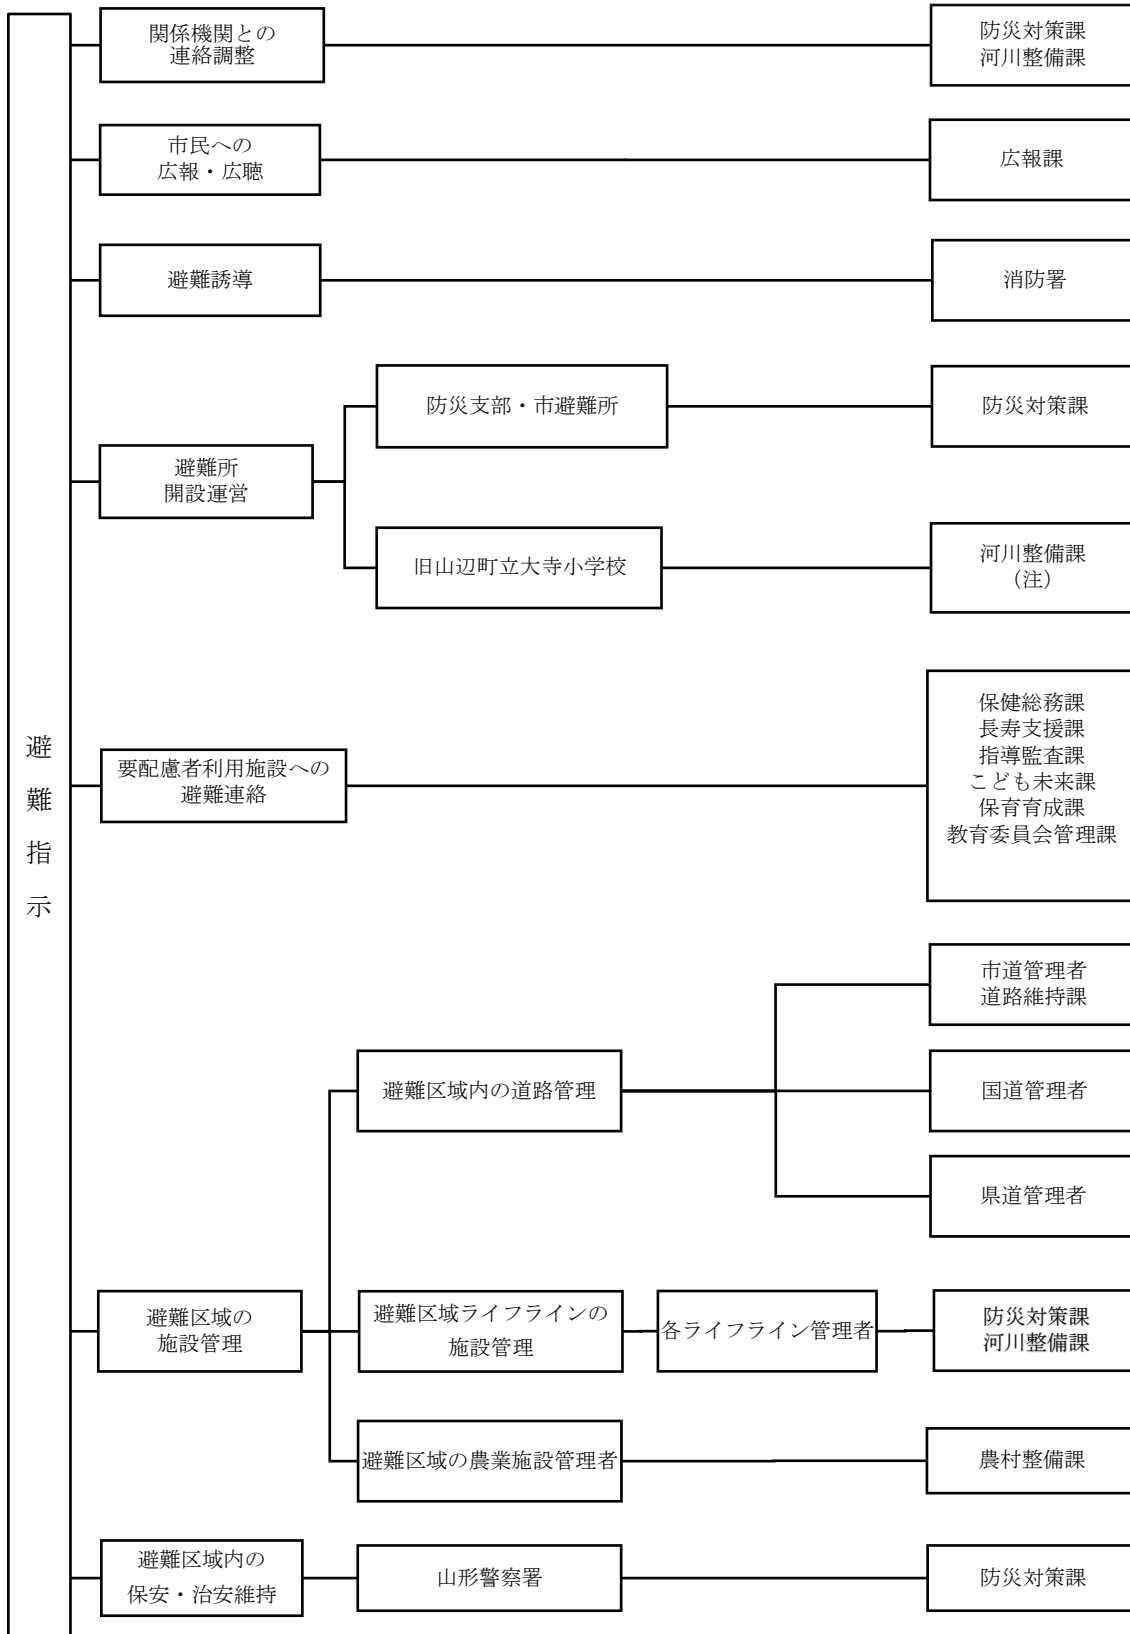 避難指示
関係機関との
連絡調整
防災対策課
河川整備課
市民への
広報・広聴
広報課
避難誘導
消防署
避難所
開設運営
防災支部・市避難所
防災対策課
旧山辺町立大寺小学校
河川整備課
（注）
要配慮者利用施設への
避難連絡
保健総務課
長寿支援課
指導監査課
こども未来課
保育育成課
教育委員会管理課
避難区域の
施設管理
避難区域内の道路管理
市道管理者
道路維持課
国道管理者
県道管理者
避難区域ライフラインの
施設管理
各ライフライン管理者
防災対策課
河川整備課
避難区域の農業施設管理者
農村整備課
避難区域内の
保安・治安維持
山形警察署
防災対策課